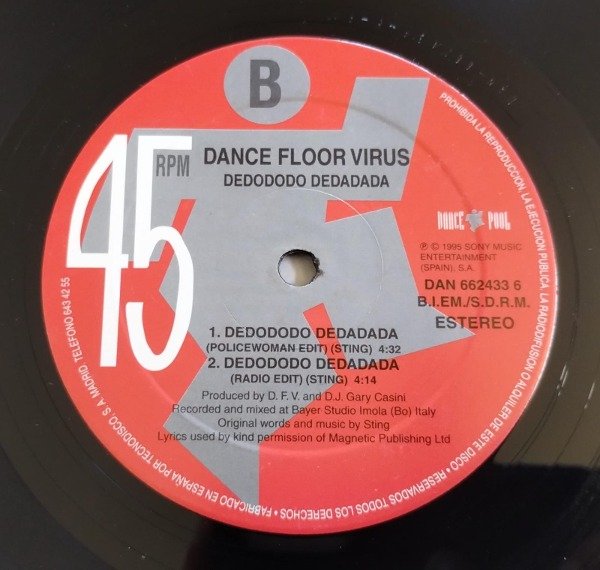 B
45 RPM
DANCE FLOOR VIRUS
DEDODODO DEDADADA
DANCE POOL
℗ © 1995 SONY MUSIC
ENTERTAINMENT
(SPAIN), S.A.
DAN 662433 6
B.I.E.M./S.D.R.M.
ESTEREO
1. DEDODODO DEDADADA
(POLICEWOMAN EDIT) (STING) 4:32
2. DEDODODO DEDADADA
(RADIO EDIT) (STING) 4:14
Produced by D. F. V. and D.J. Gary Casini
Recorded and mixed at Bayer Studio Imola (Bo) Italy
Original words and music by Sting
Lyrics used by kind permission of Magnetic Publishing Ltd
PROHIBIDA LA REPRODUCCION, LA EJECUCION PUBLICA, LA RADIODIFUSION O ALQUILER DE ESTE DISCO • RESERVADOS TODOS LOS DERECHOS • FABRICADO EN ESPAÑA POR TECNODISCO, S. A. MADRID TELEFONO 643 42 55